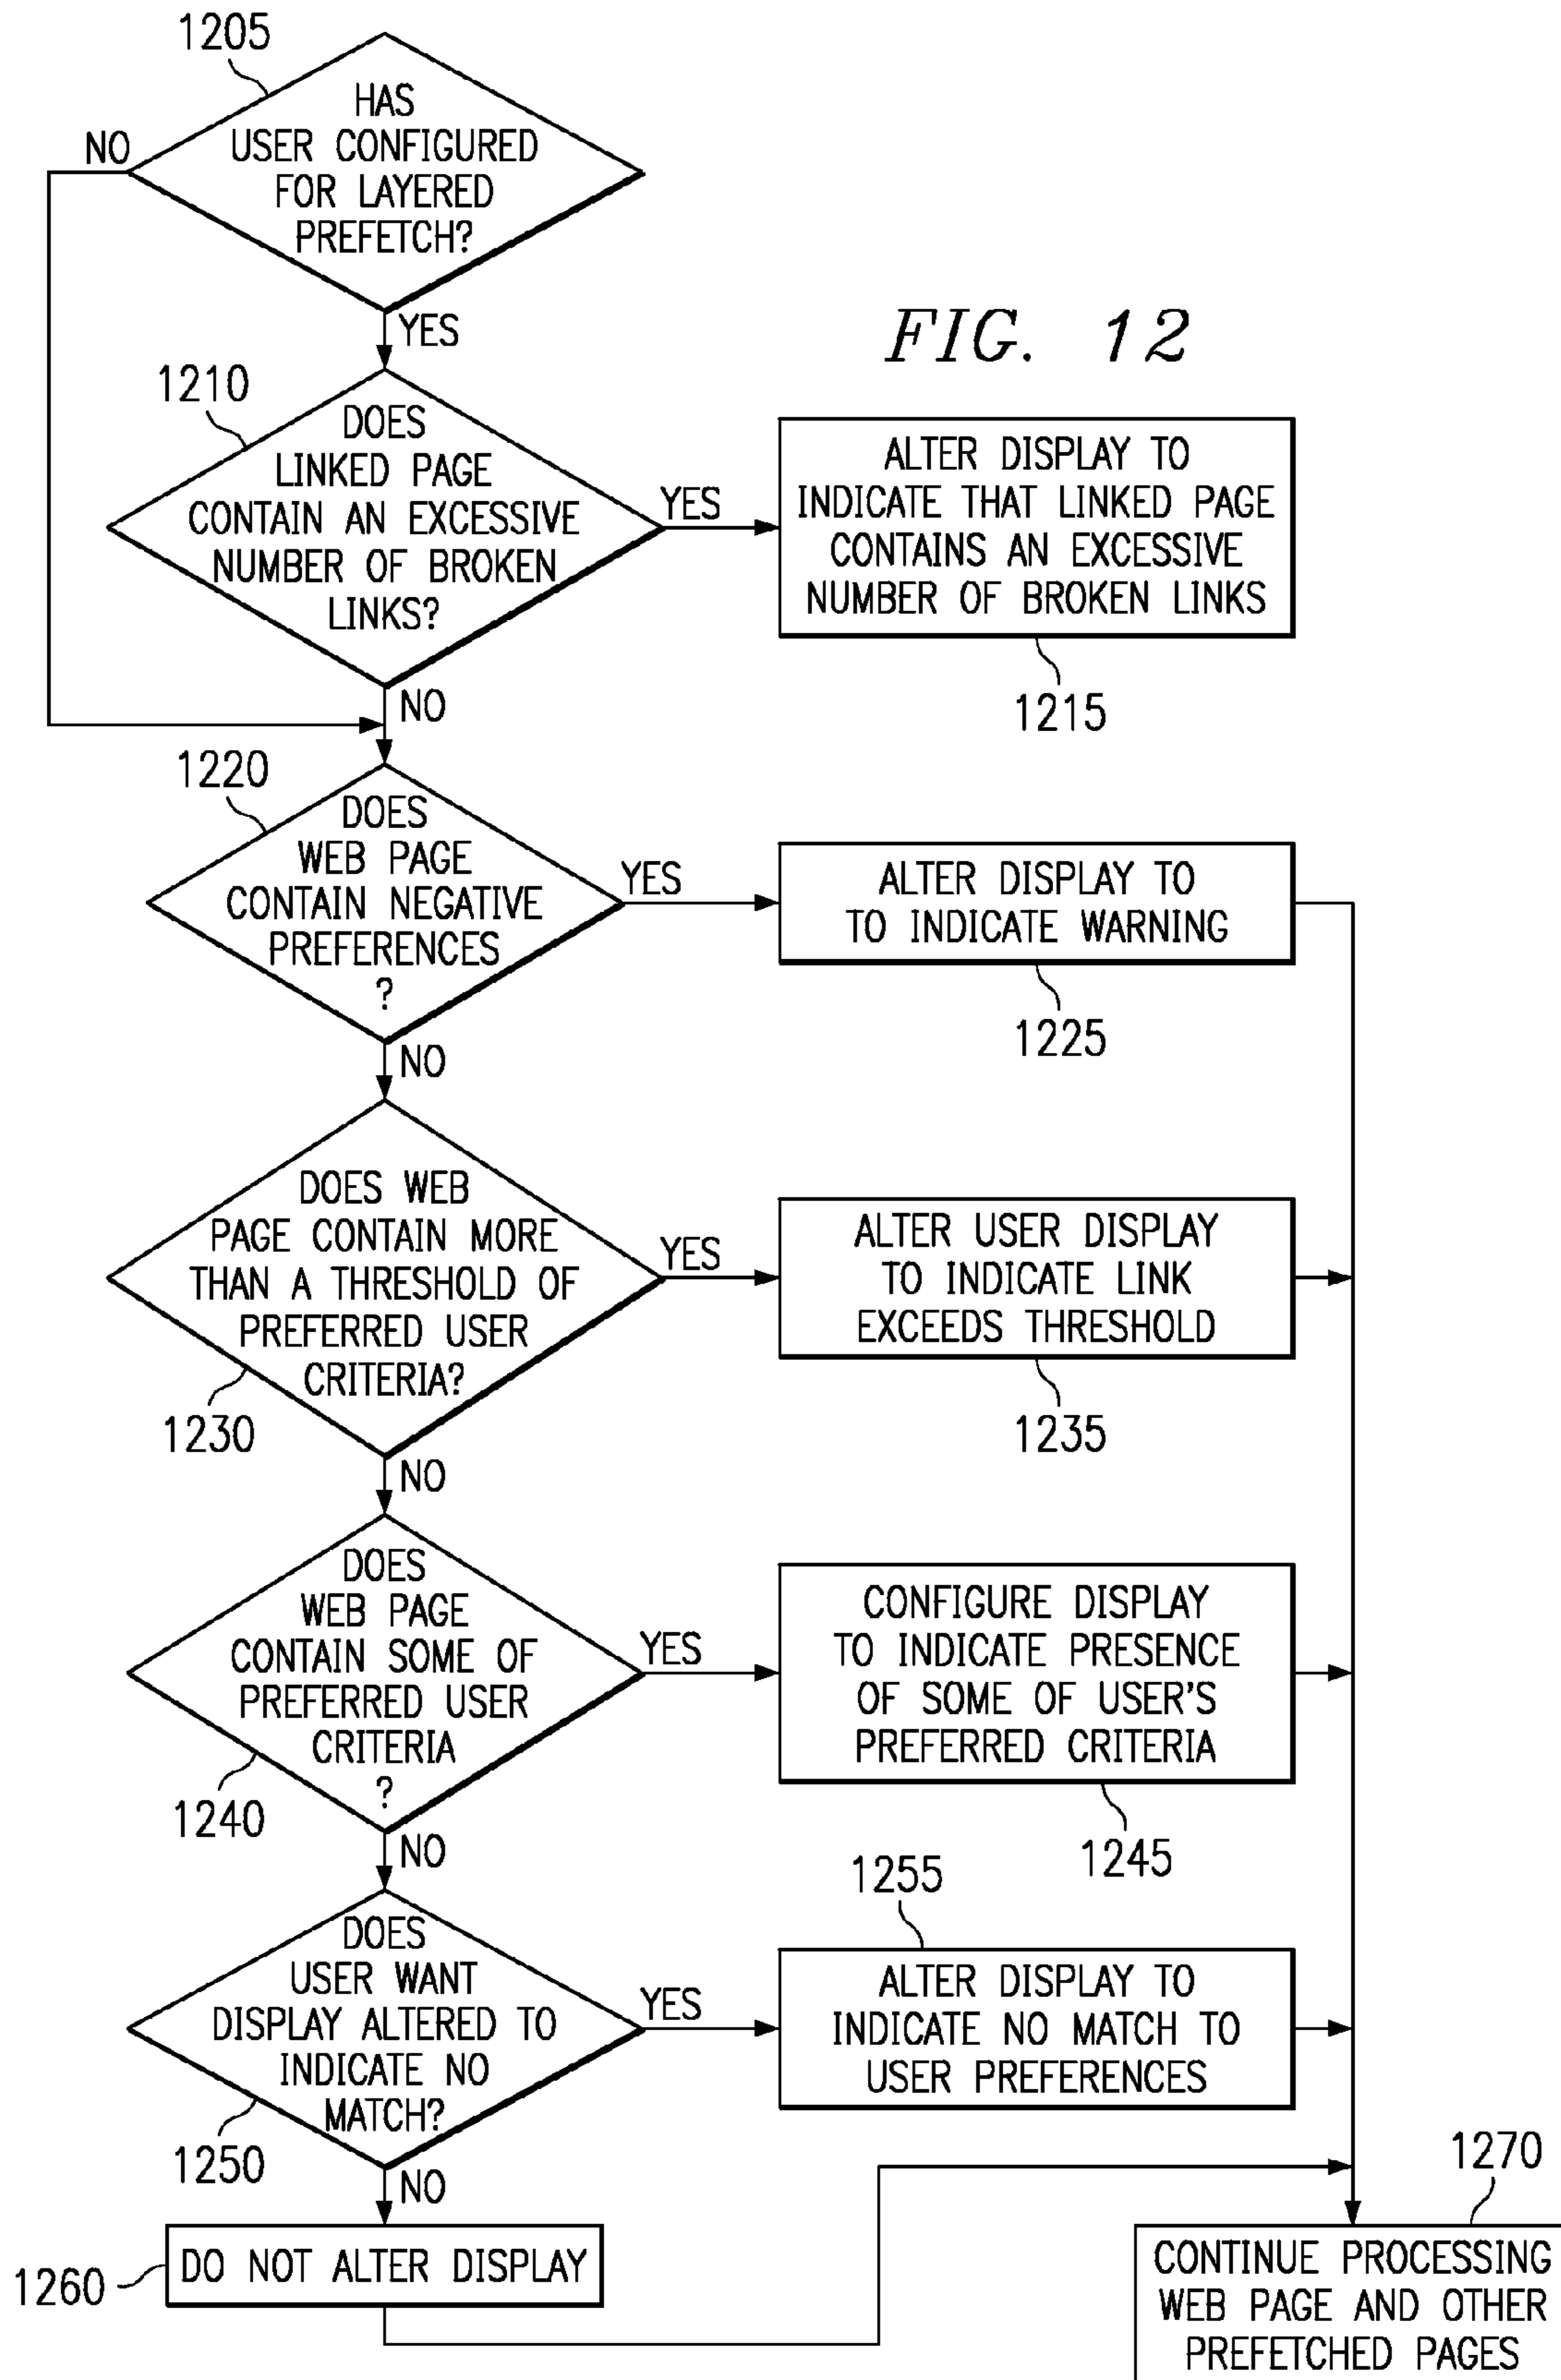 1205
HAS
USER CONFIGURED
FOR LAYERED
PREFETCH?
NO
YES
FIG. 12
1210
DOES
LINKED PAGE
CONTAIN AN EXCESSIVE
NUMBER OF BROKEN
LINKS?
YES
ALTER DISPLAY TO
INDICATE THAT LINKED PAGE
CONTAINS AN EXCESSIVE
NUMBER OF BROKEN LINKS
1215
NO
1220
DOES
WEB PAGE
CONTAIN NEGATIVE
PREFERENCES
?
YES
ALTER DISPLAY TO
TO INDICATE WARNING
1225
NO
DOES WEB
PAGE CONTAIN MORE
THAN A THRESHOLD OF
PREFERRED USER
CRITERIA?
1230
YES
ALTER USER DISPLAY
TO INDICATE LINK
EXCEEDS THRESHOLD
1235
NO
DOES
WEB PAGE
CONTAIN SOME OF
PREFERRED USER
CRITERIA
?
1240
YES
CONFIGURE DISPLAY
TO INDICATE PRESENCE
OF SOME OF USER'S
PREFERRED CRITERIA
1245
NO
DOES
USER WANT
DISPLAY ALTERED TO
INDICATE NO
MATCH?
1250
YES
1255
ALTER DISPLAY TO
INDICATE NO MATCH TO
USER PREFERENCES
NO
1260
DO NOT ALTER DISPLAY
1270
CONTINUE PROCESSING
WEB PAGE AND OTHER
PREFETCHED PAGES